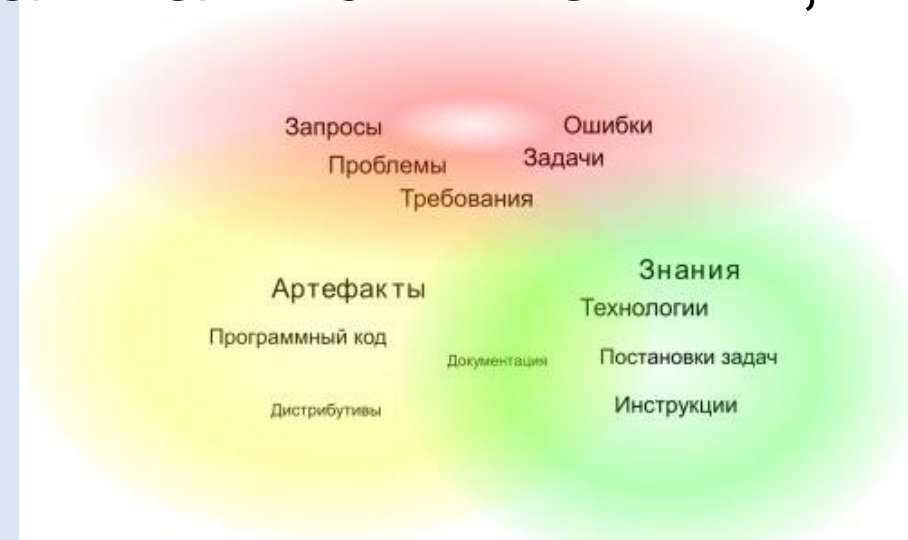 Запросы
Ошибки
Проблемы
Задачи
Требования
Артефакты
Знания
Программный код
Технологии
Документация
Постановки задач
Дистрибутивы
Инструкции